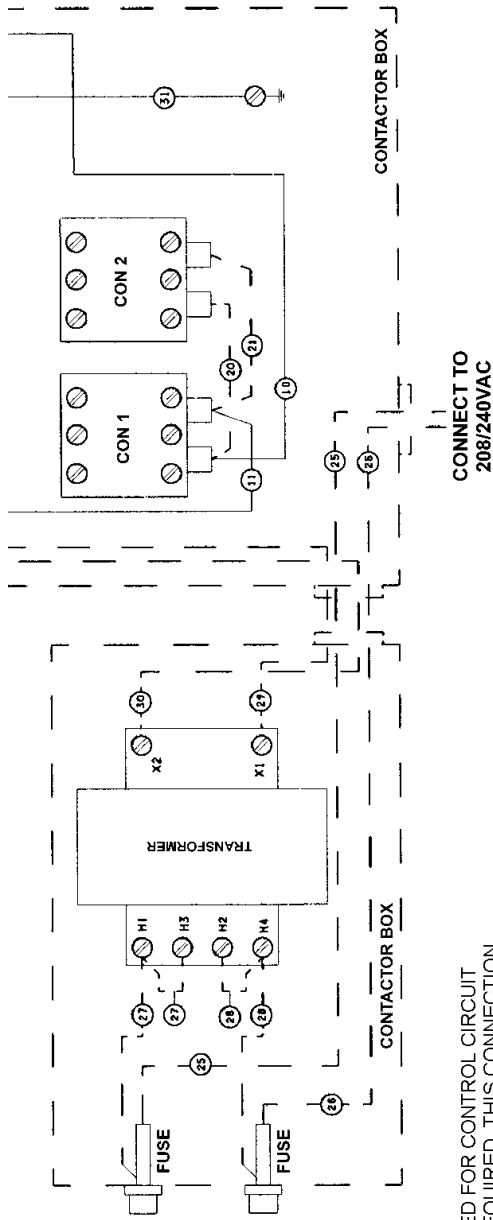 CONTACTOR BOX
31
CON 2
CON 1
20
21
10
11
CONNECT TO
208/240VAC
25
26
30
29
X2
X1
TRANSFORMER
H1
H3
H2
H4
27
27
28
28
CONTACTOR BOX
25
26
FUSE
FUSE
ED FOR CONTROL CIRCUIT
QUIRED, THIS CONNECTION